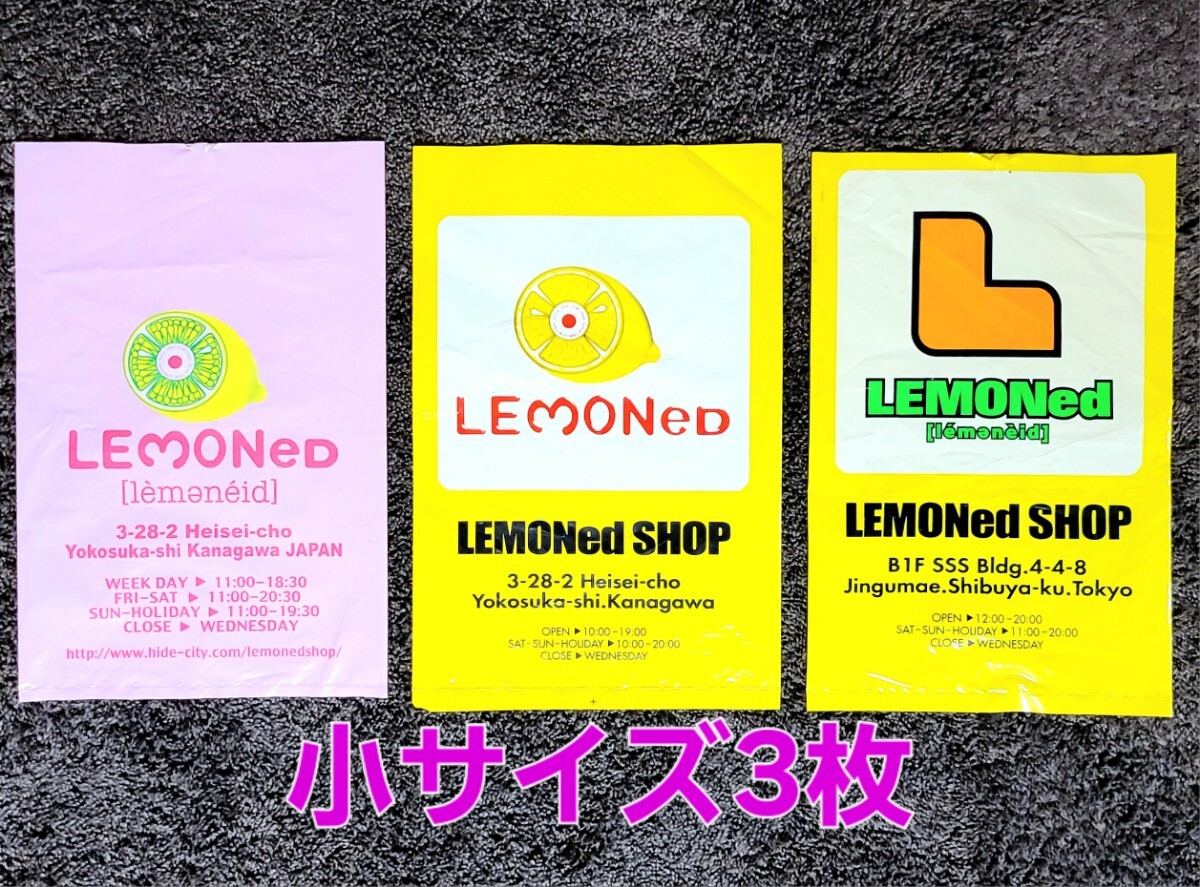 LEMONeD
[lèmənéid]
3-28-2 Heisei-cho
Yokosuka-shi Kanagawa JAPAN
WEEK DAY ▶ 11:00-18:30
FRI-SAT ▶ 11:00-20:30
SUN-HOLIDAY ▶ 11:00-19:30
CLOSE ▶ WEDNESDAY
http://www.hide-city.com/lemonedshop/
LEMONeD
LEMONed SHOP
3-28-2 Heisei-cho
Yokosuka-shi.Kanagawa
OPEN ▶ 10:00-19:00
SAT-SUN-HOLIDAY ▶ 10:00-20:00
CLOSE ▶ WEDNESDAY
LEMONed
[lémənèid]
LEMONed SHOP
B1F SSS Bldg.4-4-8
Jingumae.Shibuya-ku.Tokyo
OPEN ▶ 12:00-20:00
SAT-SUN-HOLIDAY ▶ 11:00-20:00
CLOSE ▶ WEDNESDAY
小サイズ3枚